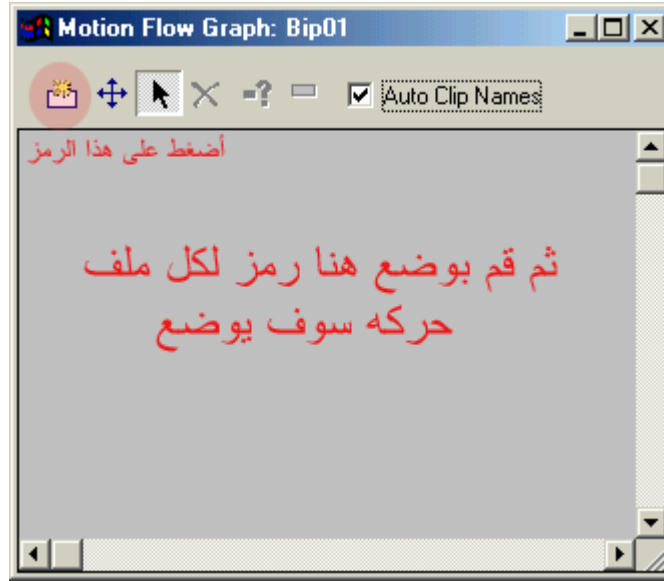 Motion Flow Graph: Bip01
Auto Clip Names
أضغط على هذا الرمز
ثم قم بوضع هنا رمز لكل ملف
حركه سوف يوضع